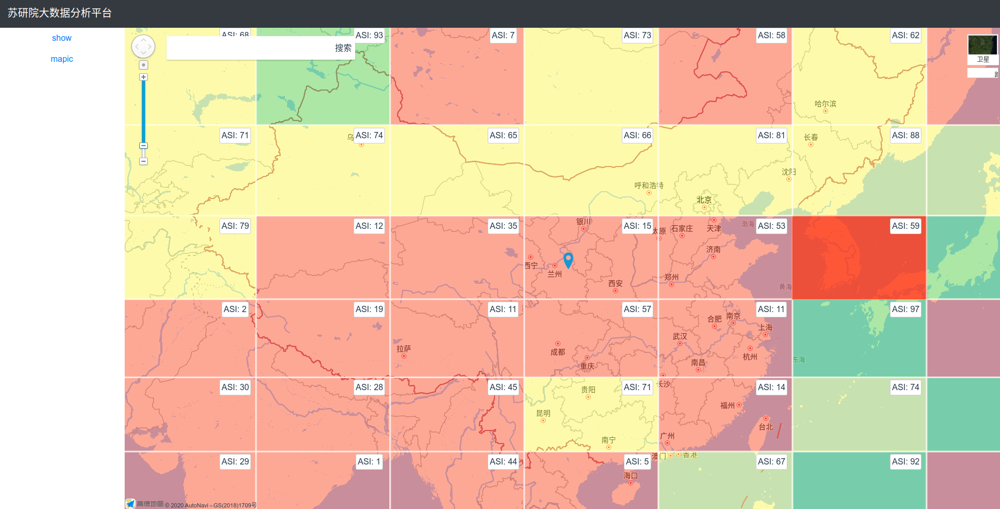 苏研院大数据分析平台
show
mapic
搜索
卫星
ASI: 68
ASI: 93
ASI: 7
ASI: 73
ASI: 58
ASI: 62
哈尔滨
ASI: 71
乌
ASI: 74
ASI: 65
ASI: 66
ASI: 81
长春
ASI: 88
沈阳
呼和浩特
北京
ASI: 79
ASI: 12
ASI: 35
银川
ASI: 15
太原
石家庄
天津
渤海
ASI: 53
ASI: 59
济南
西宁
兰州
西安
郑州
黄海
ASI: 2
ASI: 19
ASI: 11
ASI: 57
ASI: 11
ASI: 97
合肥
南京
上海
武汉
拉萨
成都
重庆
杭州
南昌
东海
ASI: 30
ASI: 28
ASI: 45
贵阳
ASI: 71
长沙
ASI: 14
ASI: 74
福州
昆明
台北
广州
南宁
澳门
香港
ASI: 29
ASI: 1
ASI: 44
ASI: 5
ASI: 67
ASI: 92
海口
高德地图 © 2020 AutoNavi - GS(2018)1709号